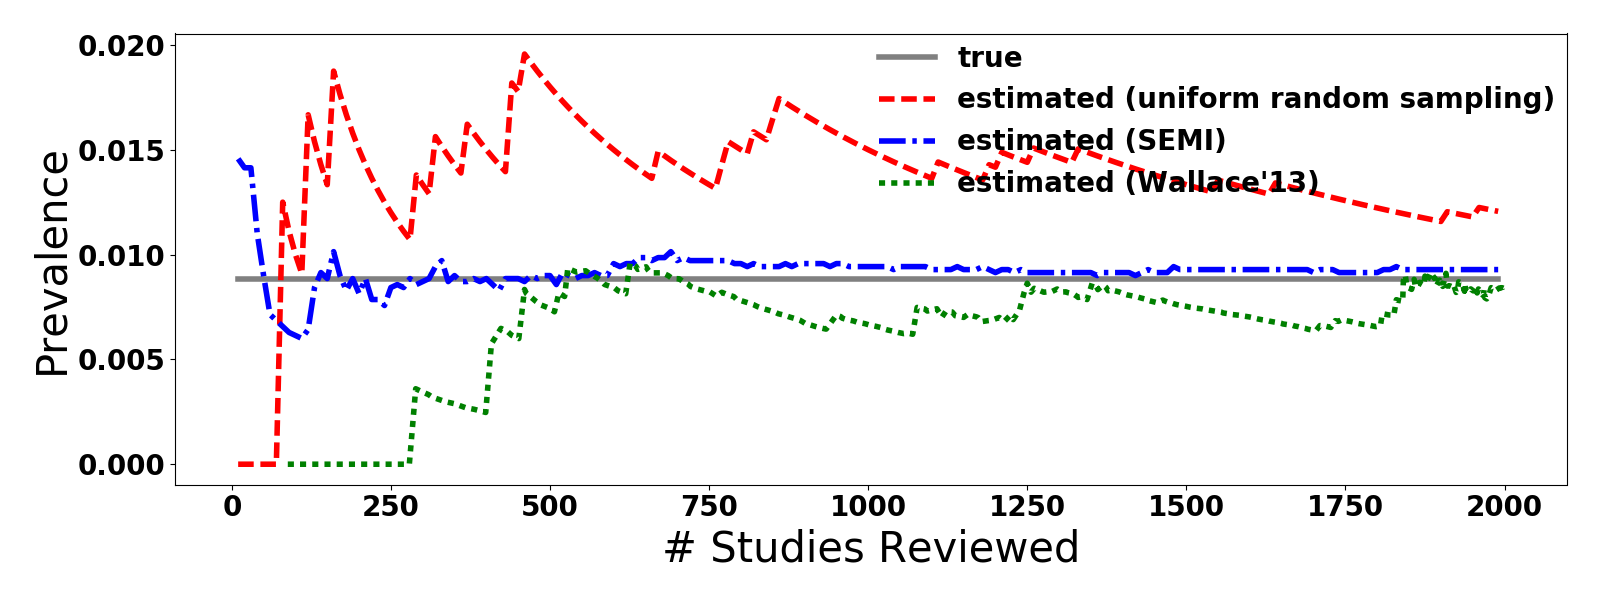 0.020
0.015
0.010
0.005
0.000
Prevalence
true
estimated (uniform random sampling)
estimated (SEMI)
estimated (Wallace'13)
0 250 500 750 1000 1250 1500 1750 2000
# Studies Reviewed